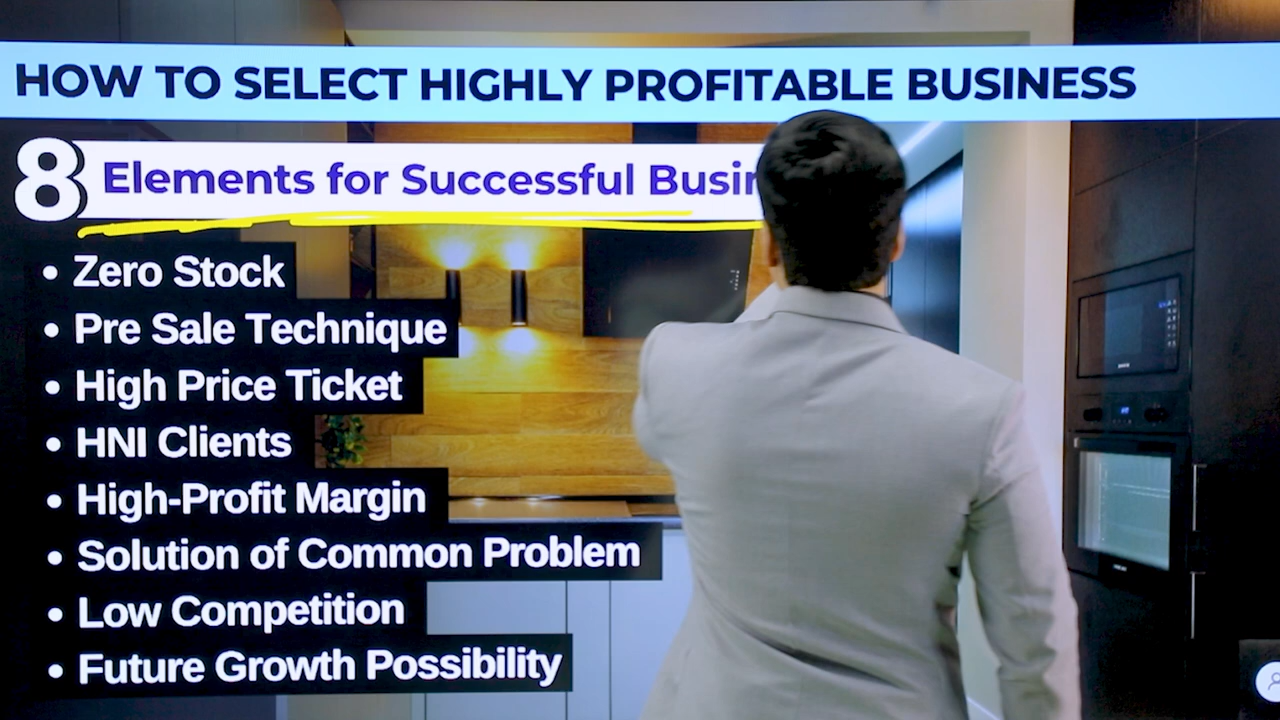 HOW TO SELECT HIGHLY PROFITABLE BUSINESS
8 Elements for Successful
• Zero Stock
• Pre Sale Technique
• High Price Ticket
• HNI Clients
• High-Profit Margin
• Solution of Common Problem
• Low Competition
• Future Growth Possibility